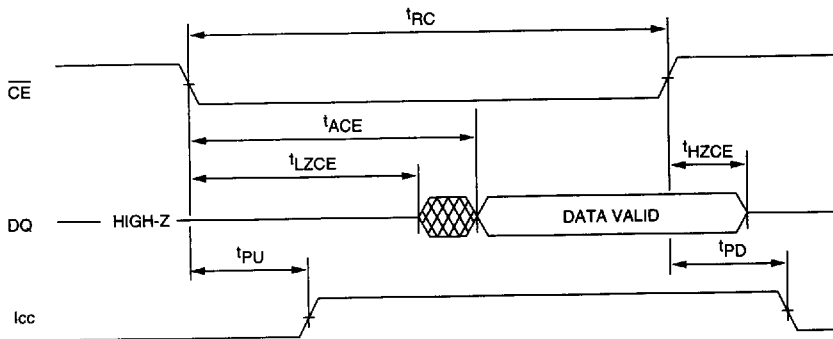 tRC
CE
tACE
tLZCE
tHZCE
DQ
HIGH-Z
DATA VALID
tPU
tPD
Icc